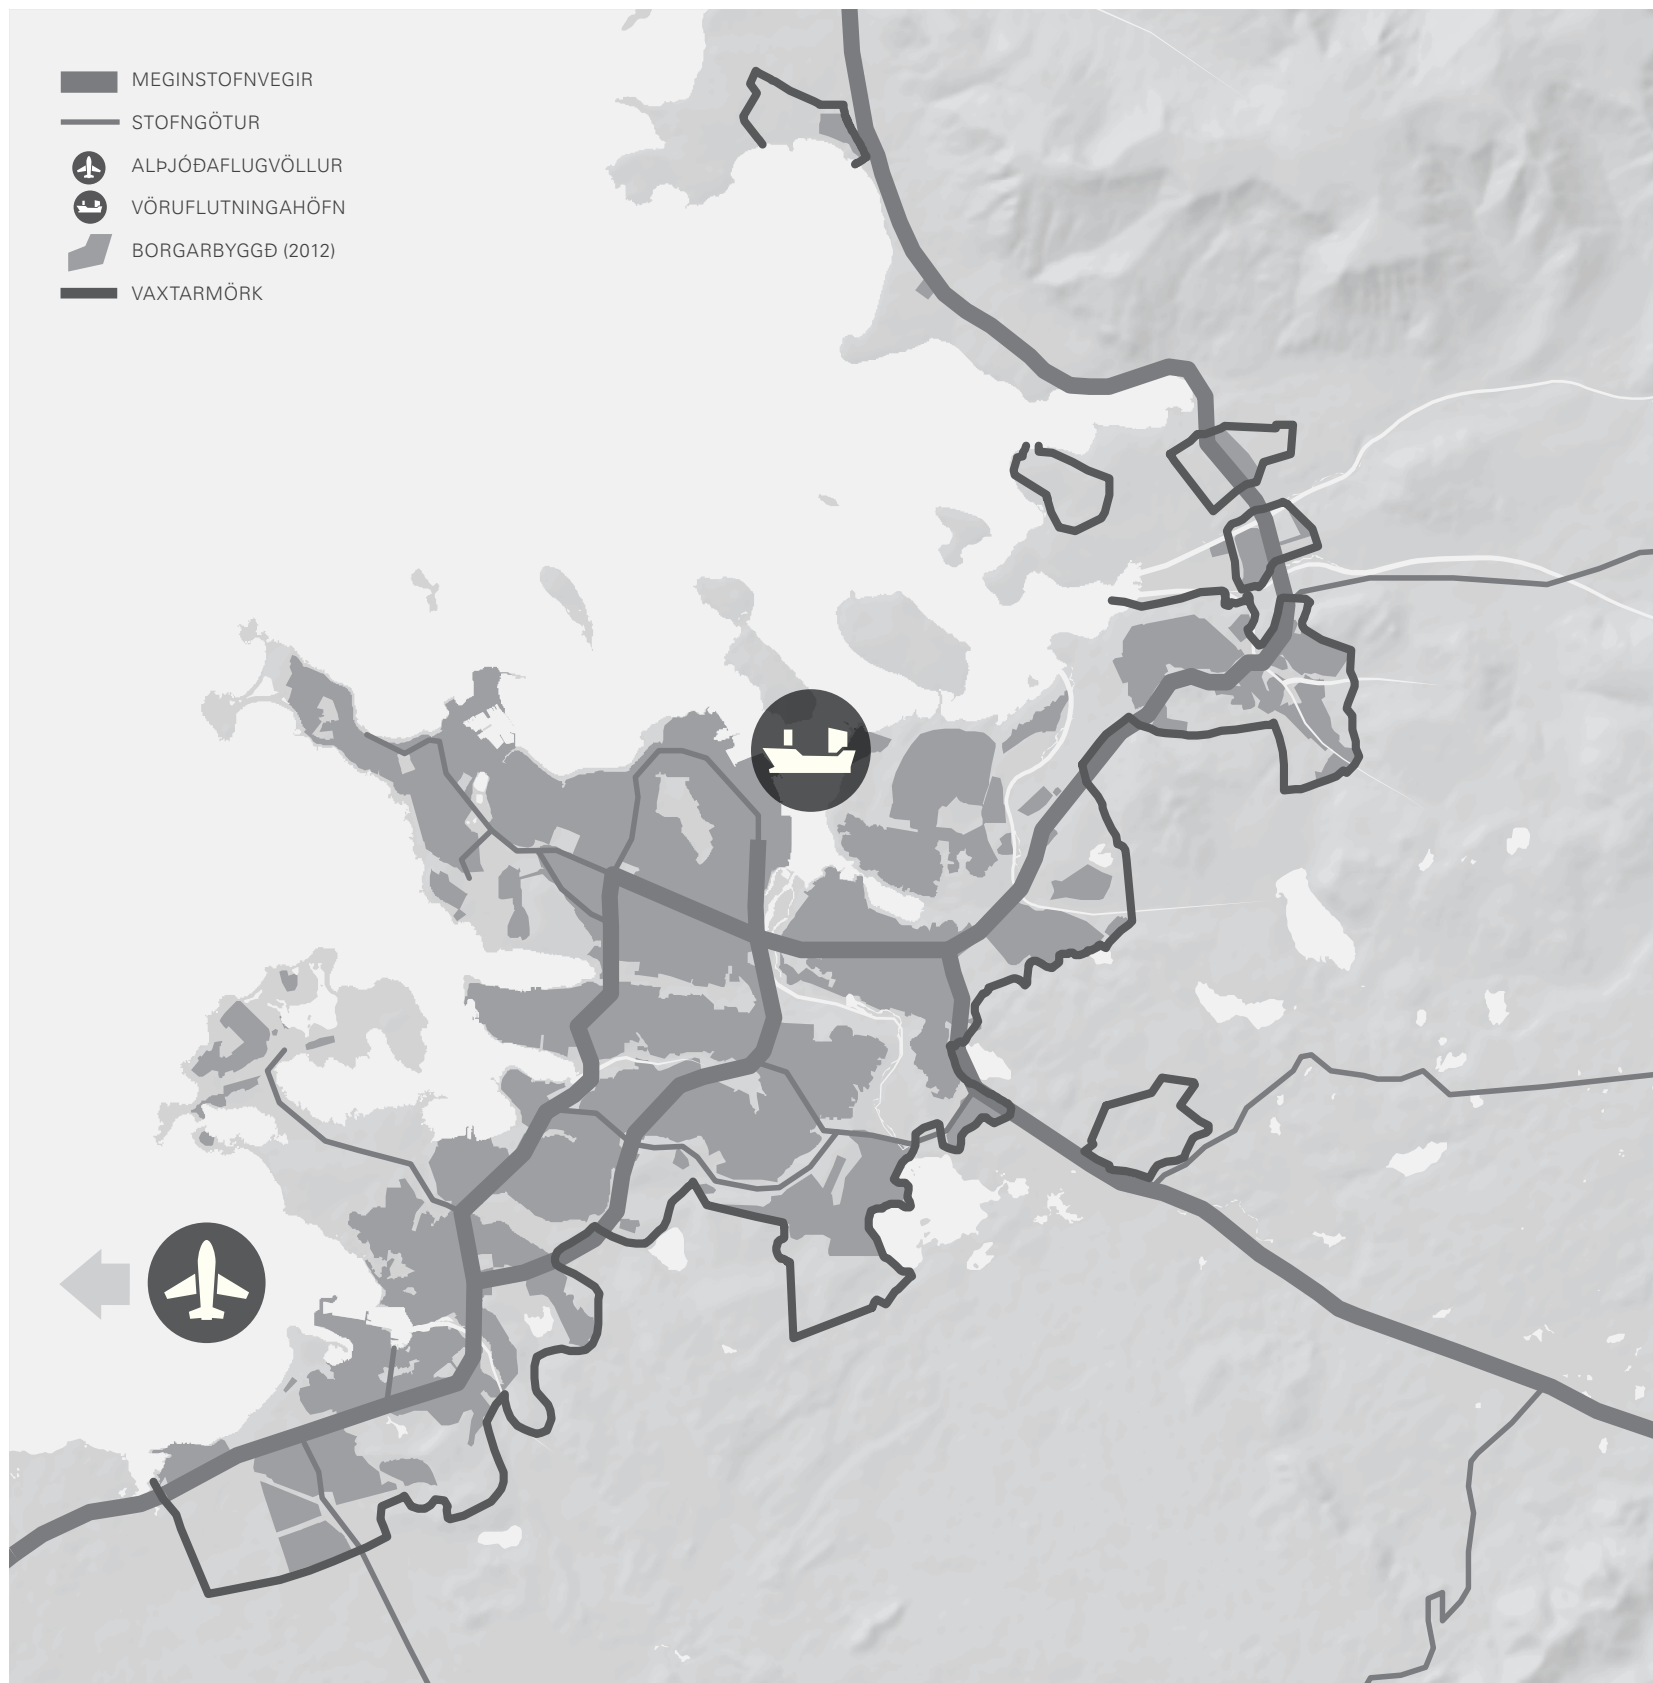 MEGINSTOFNVEGIR
STOFNGÖTUR
ALÞJÓÐAFLUGVÖLLUR
VÖRUFLUTNINGAHÖFN
BORGARBYGGÐ (2012)
VAXTARMÖRK